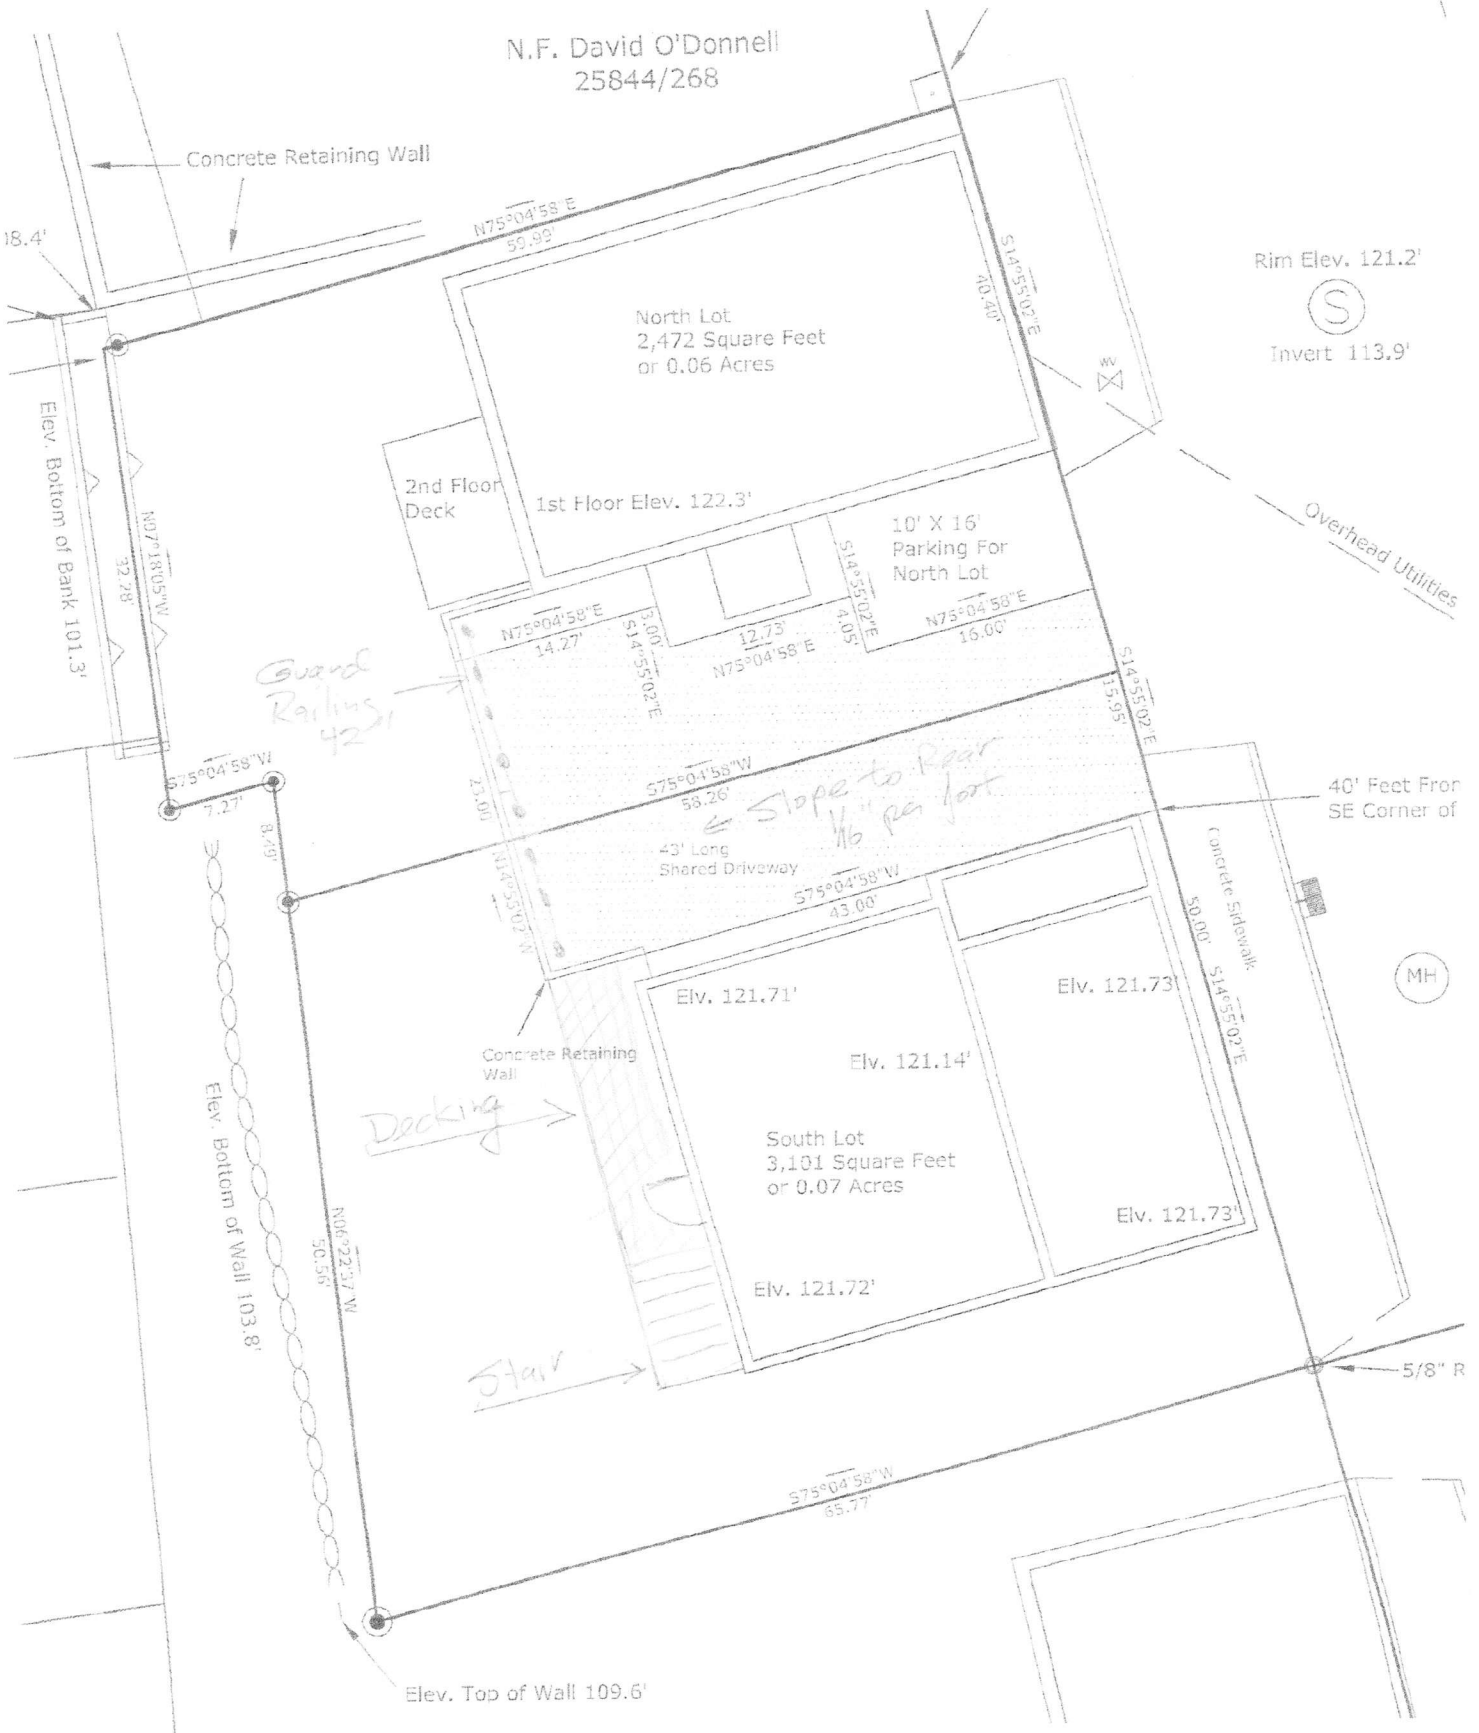 N.F. David O'Donnell
25844/268
Concrete Retaining Wall
18.4'
N75°04'58"E
59.99'
S14°55'02"E
40.40'
Rim Elev. 121.2'
S
Invert 113.9'
WV
North Lot
2,472 Square Feet
or 0.06 Acres
Elev. Bottom of Bank 101.3'
N07°18'05"W
32.28'
2nd Floor
Deck
1st Floor Elev. 122.3'
10' X 16'
Parking For
North Lot
Overhead Utilities
N75°04'58"E
14.27'
3.00'
S14°55'02"E
12.73'
N75°04'58"E
S14°55'02"E
4.05'
N75°04'58"E
16.00'
Guard
Railing
42"
S14°55'02"E
15.95'
S75°04'58"W
7.27'
8.49'
23.00'
N14°55'02"W
S75°04'58"W
58.26'
← Slope to Rear
1/16" per foot
43' Long
Shared Driveway
S75°04'58"W
43.00'
40' Feet From
SE Corner of
Concrete Sidewalk
50.00'
S14°55'02"E
MH
Elv. 121.71'
Elv. 121.73'
Concrete Retaining
Wall
Elv. 121.14'
Decking
South Lot
3,101 Square Feet
or 0.07 Acres
Elev. Bottom of Wall 103.8'
N06°22'37"W
50.56'
Elv. 121.73'
Elv. 121.72'
Stair
5/8" R
S75°04'58"W
65.77'
Elev. Top of Wall 109.6'